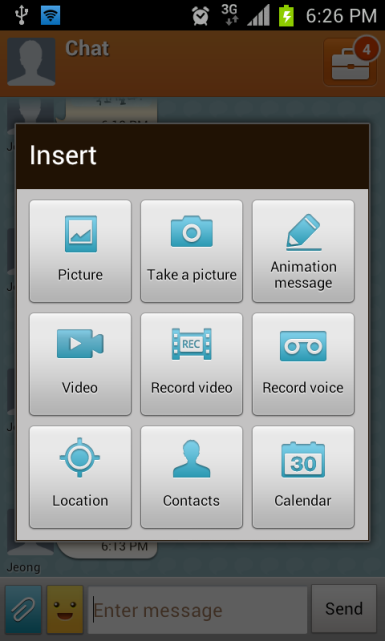 3G
6:26 PM
Chat
4
Insert
Picture
Take a picture
Animation
message
Video
REC
Record video
Record voice
Location
Contacts
30
Calendar
6:13 PM
Jeong
Enter message
Send